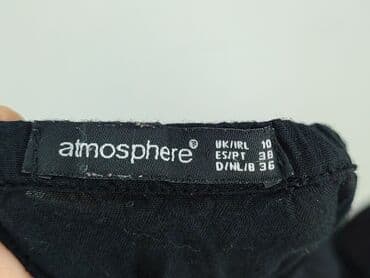 atmosphere®
UK/IRL 10
ES/PT 38
D/NL/B 36